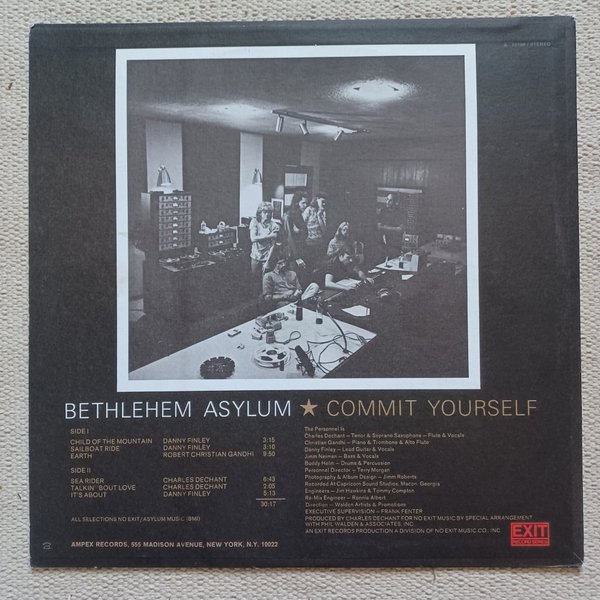 STEREO
BETHLEHEM ASYLUM ★ COMMIT YOURSELF
SIDE I
CHILD OF THE MOUNTAIN DANNY FINLEY 3:15
SAILBOAT RIDE DANNY FINLEY 3:10
EARTH ROBERT CHRISTIAN GANDHI 9:50
SIDE II
SEA RIDER CHARLES DECHANT 6:43
TALKIN' 'BOUT LOVE CHARLES DECHANT 2:05
IT'S ABOUT DANNY FINLEY 5:13
30:17
ALL SELECTIONS NO EXIT/ASYLUM MUSIC (BMI)
AMPEX RECORDS, 555 MADISON AVENUE, NEW YORK, N.Y. 10022
The Personnel Is
Charles Dechant – Tenor & Soprano Saxophone – Flute & Vocals
Christian Gandhi – Piano & Trombone & Alto Flute
Danny Finley – Lead Guitar & Vocals
Jimm Neiman – Bass & Vocals
Buddy Helm – Drums & Percussion
Personnel Director – Terry Morgan
Photography & Album Design – Jimm Roberts
Recorded At Capricorn Sound Studios, Macon, Georgia
Engineers – Jim Hawkins & Tommy Compton
Re-Mix Engineer – Ronnie Albert
Direction – Walden Artists & Promotions
EXECUTIVE SUPERVISION – FRANK FENTER
PRODUCED BY CHARLES DECHANT FOR NO EXIT MUSIC BY SPECIAL ARRANGEMENT
WITH PHIL WALDEN & ASSOCIATES, INC.
AN EXIT RECORDS PRODUCTION A DIVISION OF NO EXIT MUSIC CO., INC.
EXIT